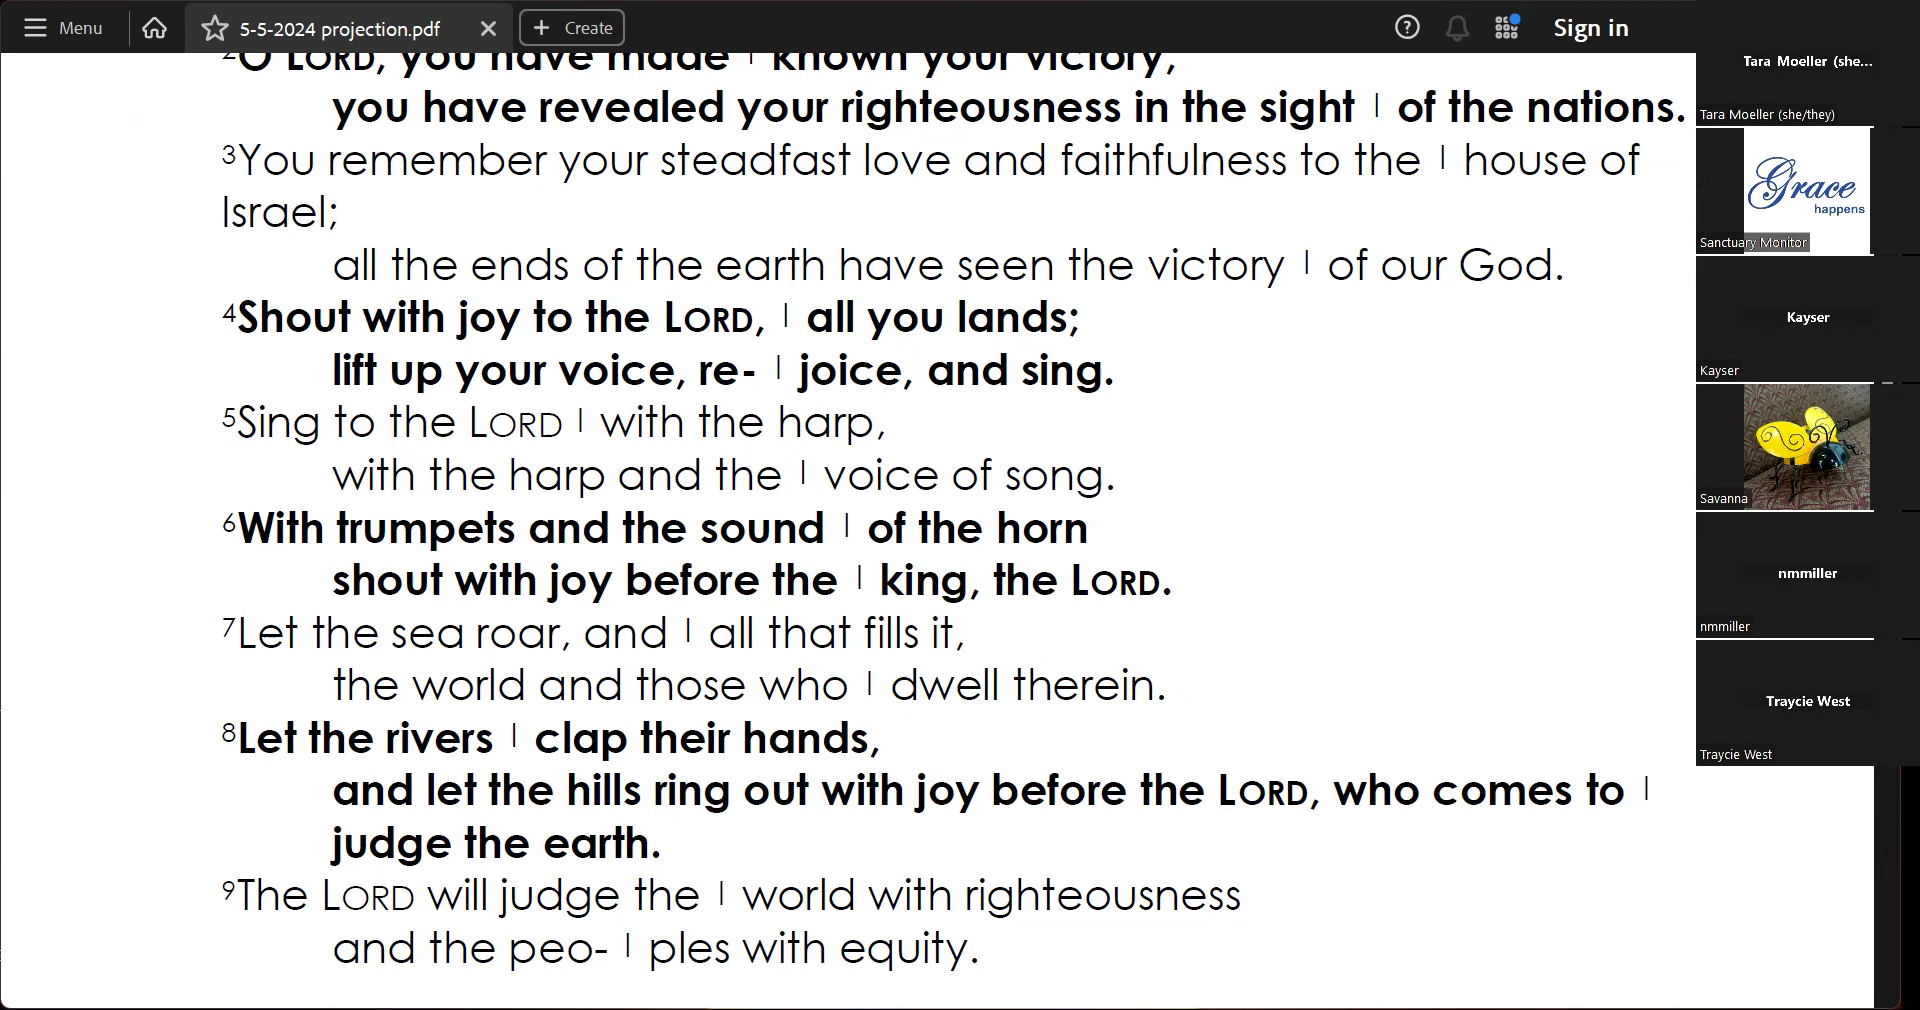 Menu
5-5-2024 projection.pdf
Create
Sign in
2O LORD, you have made | known your victory,
you have revealed your righteousness in the sight | of the nations.
3You remember your steadfast love and faithfulness to the | house of
Israel;
all the ends of the earth have seen the victory | of our God.
4Shout with joy to the LORD, | all you lands;
lift up your voice, re- | joice, and sing.
5Sing to the LORD | with the harp,
with the harp and the | voice of song.
6With trumpets and the sound | of the horn
shout with joy before the | king, the LORD.
7Let the sea roar, and | all that fills it,
the world and those who | dwell therein.
8Let the rivers | clap their hands,
and let the hills ring out with joy before the LORD, who comes to |
judge the earth.
9The LORD will judge the | world with righteousness
and the peo- | ples with equity.
Tara Moeller (she...
Tara Moeller (she/they)
Grace
happens
Sanctuary Monitor
Kayser
Kayser
Savanna
nmmiller
nmmiller
Traycie West
Traycie West